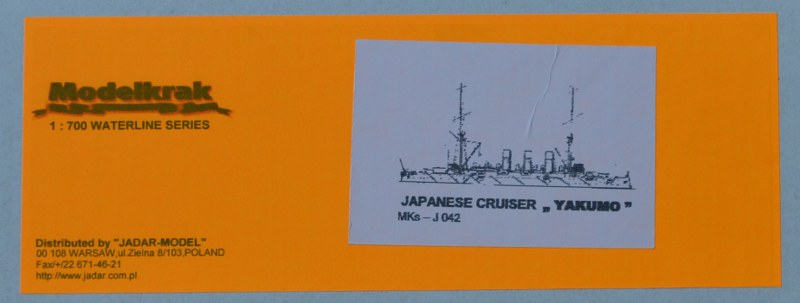 Modelkrak
1 : 700 WATERLINE SERIES
JAPANESE CRUISER „ YAKUMO ”
MKs – J 042
Distributed by "JADAR-MODEL"
00 108 WARSAW,ul.Zielna 8/103,POLAND
Fax/+/22 671-46-21
http://www.jadar.com.pl